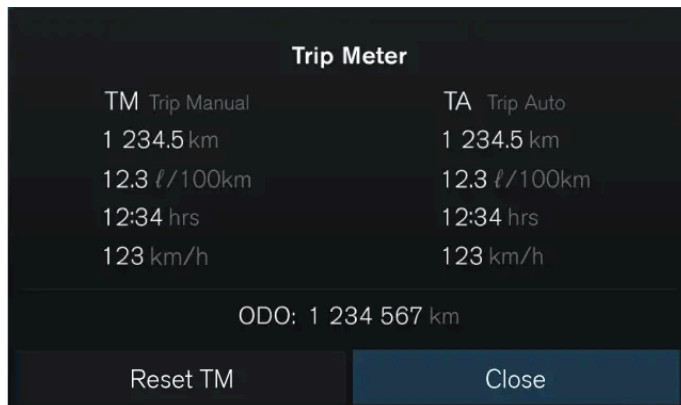 Trip Meter
TM Trip Manual
1 234.5 km
12.3 ℓ/100km
12:34 hrs
123 km/h
TA Trip Auto
1 234.5 km
12.3 ℓ/100km
12:34 hrs
123 km/h
ODO: 1 234 567 km
Reset TM
Close